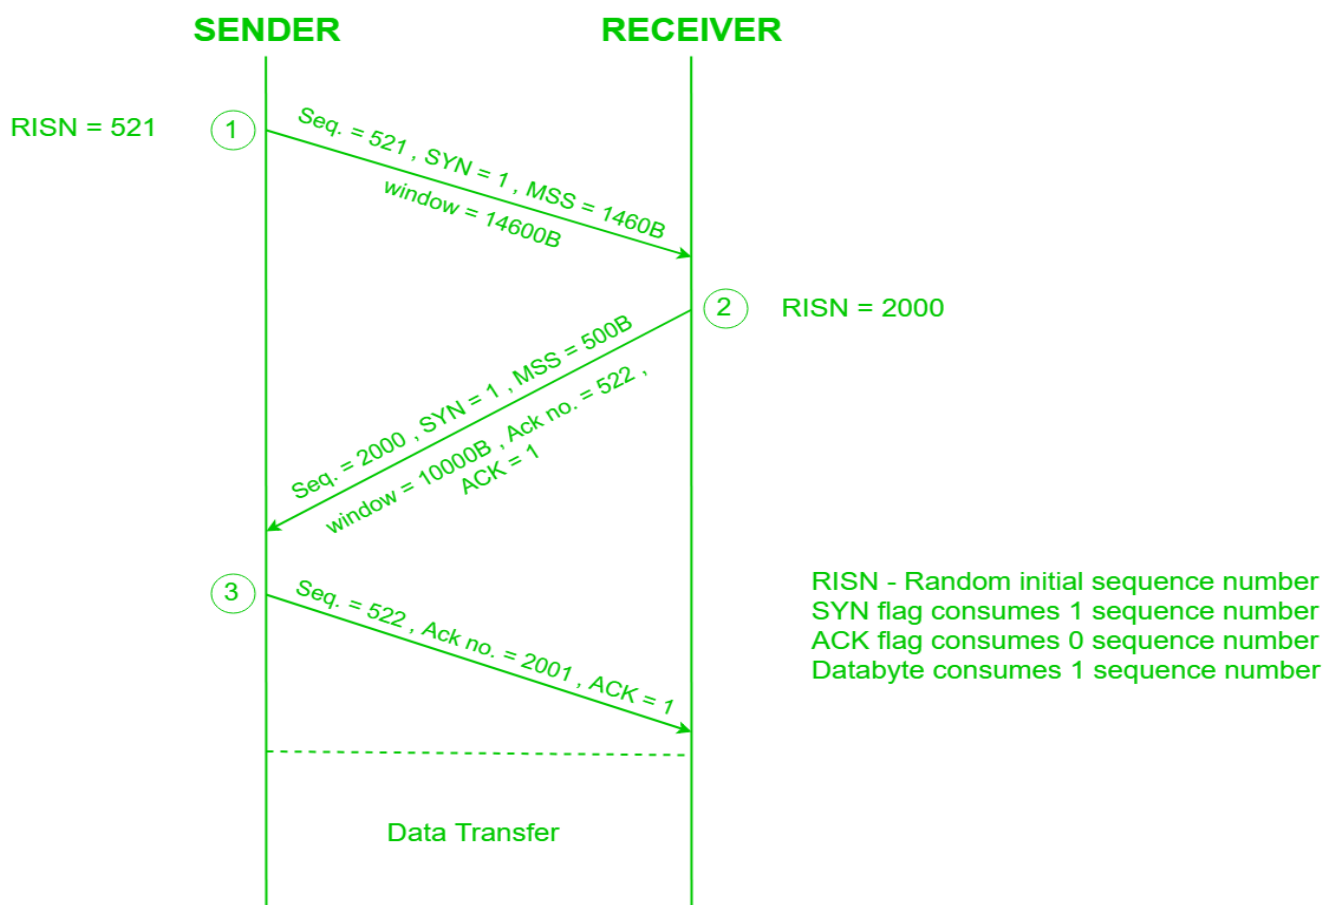 SENDER
RECEIVER
RISN = 521
1
Seq. = 521 , SYN = 1 , MSS = 1460B
window = 14600B
2
RISN = 2000
Seq. = 2000 , SYN = 1 , MSS = 500B
window = 10000B , Ack no. = 522 ,
ACK = 1
3
Seq. = 522 , Ack no. = 2001 , ACK = 1
RISN - Random initial sequence number
SYN flag consumes 1 sequence number
ACK flag consumes 0 sequence number
Databyte consumes 1 sequence number
Data Transfer